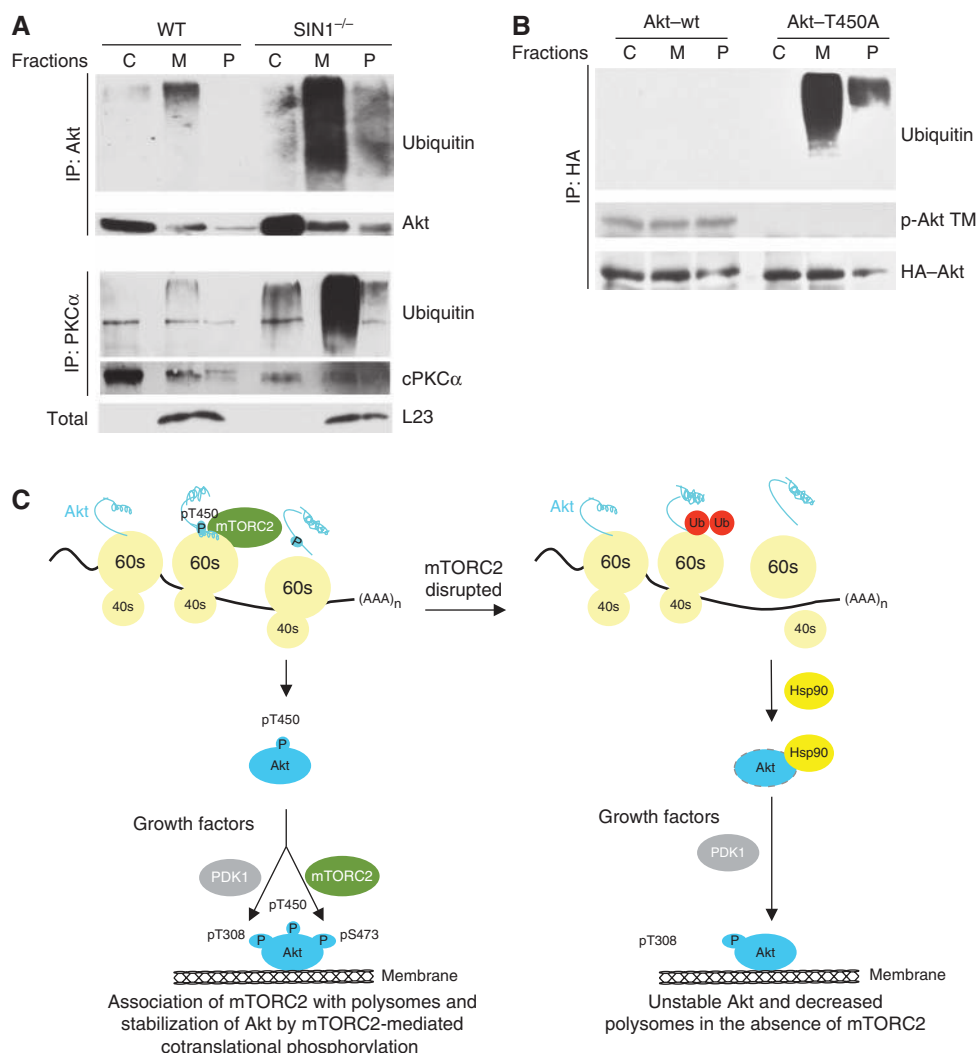 A
WT
SIN1–/–
Fractions
C
M
P
C
M
P
IP: Akt
Ubiquitin
Akt
IP: PKCα
Ubiquitin
cPKCα
Total
L23
B
Akt–wt
Akt–T450A
Fractions
C
M
P
C
M
P
IP: HA
Ubiquitin
p-Akt TM
HA–Akt
C
Akt
pT450
P
mTORC2
P
60s
60s
60s
40s
40s
40s
(AAA)n
mTORC2
disrupted
Akt
Ub
Ub
60s
60s
60s
40s
40s
40s
(AAA)n
pT450
P
Akt
Growth factors
PDK1
mTORC2
pT450
pT308
pS473
P
P
P
Akt
Membrane
Association of mTORC2 with polysomes and
stabilization of Akt by mTORC2-mediated
cotranslational phosphorylation
Hsp90
Hsp90
Akt
Growth factors
PDK1
pT308
P
Akt
Membrane
Unstable Akt and decreased
polysomes in the absence of mTORC2